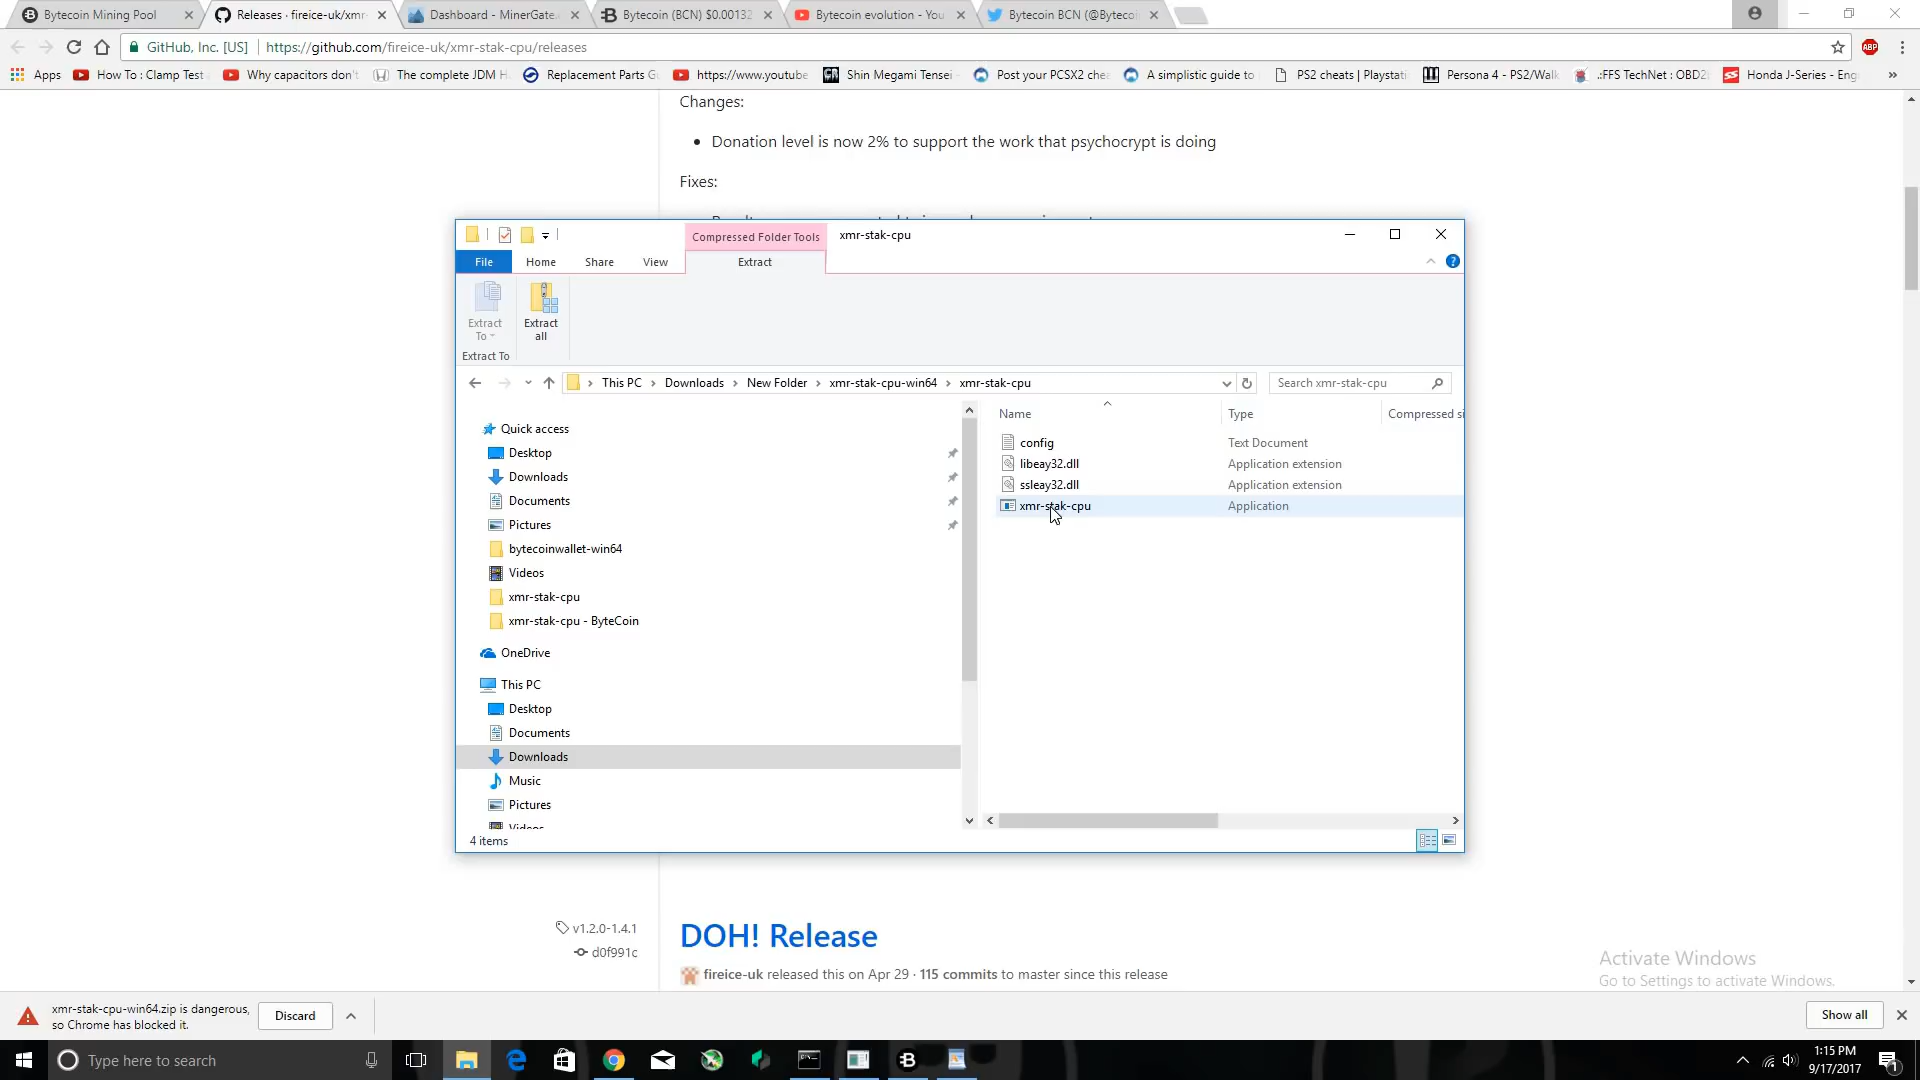 Bytecoin Mining Pool
Releases · fireice-uk/xmr-
Dashboard - MinerGate.
Bytecoin (BCN) $0.00132
Bytecoin evolution - You
Bytecoin BCN (@Byteco
GitHub, Inc. [US]
https://github.com/fireice-uk/xmr-stak-cpu/releases
ABP
Apps
How To : Clamp Test
Why capacitors don'
The complete JDM H
Replacement Parts G
https://www.youtube
Shin Megami Tensei
Post your PCSX2 che
A simplistic guide to
PS2 cheats | Playstati
Persona 4 - PS2/Walk
.:FFS TechNet : OBD2
Honda J-Series - Eng
Changes:
Donation level is now 2% to support the work that psychocrypt is doing
Fixes:
Compressed Folder Tools
xmr-stak-cpu
File
Home
Share
View
Extract
Extract
To
Extract
all
Extract To
This PC
Downloads
New Folder
xmr-stak-cpu-win64
xmr-stak-cpu
Search xmr-stak-cpu
Name
Type
Compressed si
Quick access
Desktop
Downloads
Documents
Pictures
bytecoinwallet-win64
Videos
xmr-stak-cpu
xmr-stak-cpu - ByteCoin
OneDrive
This PC
Desktop
Documents
Downloads
Music
Pictures
Videos
config
Text Document
libeay32.dll
Application extension
ssleay32.dll
Application extension
xmr-stak-cpu
Application
4 items
v1.2.0-1.4.1
d0f991c
DOH! Release
fireice-uk released this on Apr 29 · 115 commits to master since this release
Activate Windows
Go to Settings to activate Windows.
xmr-stak-cpu-win64.zip is dangerous,
so Chrome has blocked it.
Discard
Show all
Type here to search
1:15 PM
9/17/2017
1